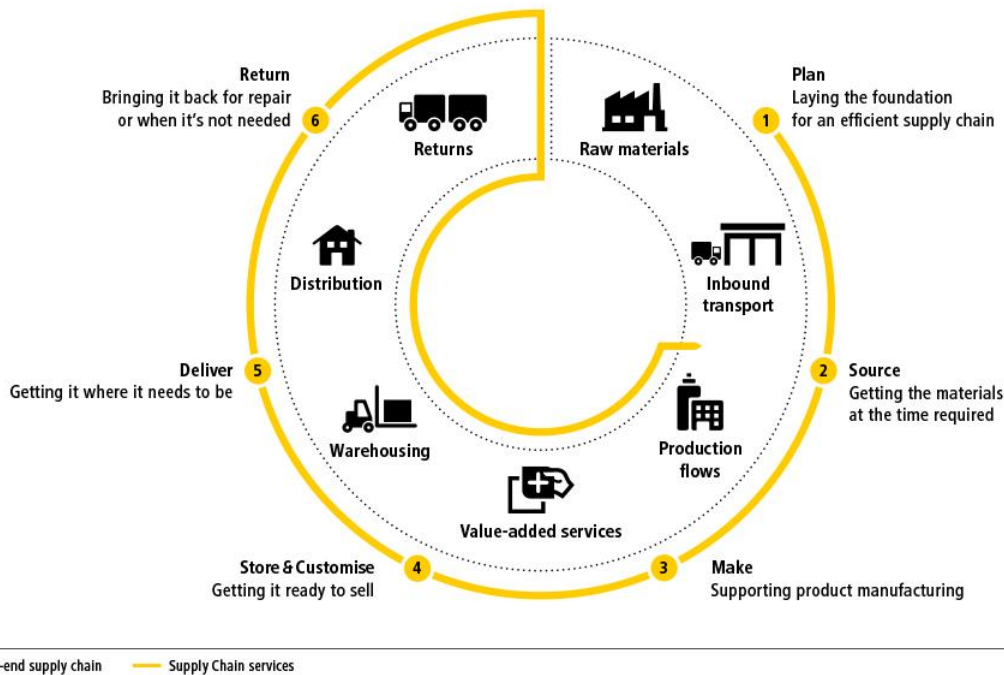 Plan
Laying the foundation
for an efficient supply chain
1
Raw materials
Inbound
transport
2
Source
Getting the materials
at the time required
Production
flows
3
Make
Supporting product manufacturing
Value-added services
4
Store & Customise
Getting it ready to sell
Warehousing
5
Deliver
Getting it where it needs to be
Distribution
6
Return
Bringing it back for repair
or when it's not needed
Returns
-end supply chain
Supply Chain services